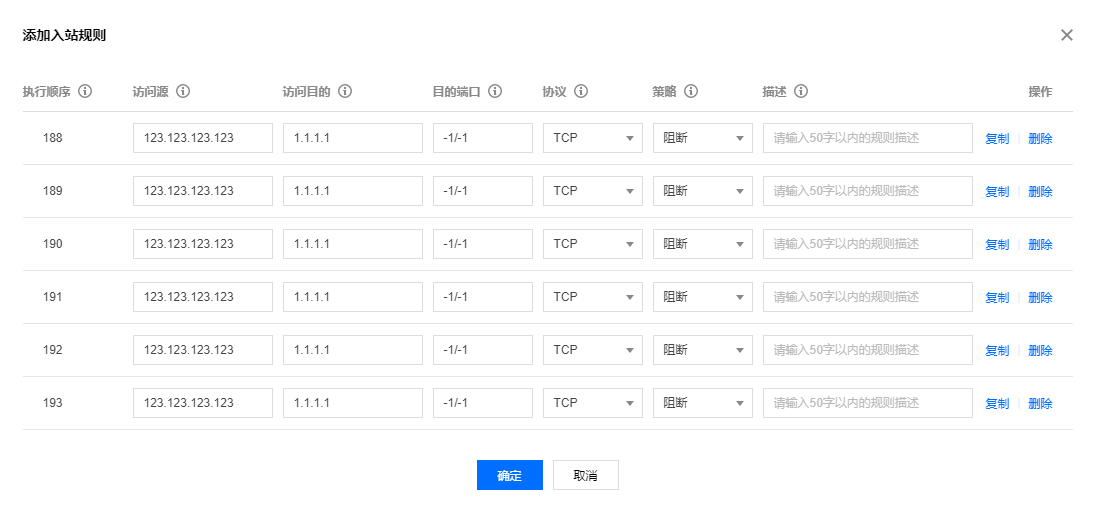 添加入站规则
执行顺序 访问源 访问目的 目的端口 协议 策略 描述 操作
188 123.123.123.123 1.1.1.1 -1/-1 TCP 阻断 请输入50字以内的规则描述 复制 删除
189 123.123.123.123 1.1.1.1 -1/-1 TCP 阻断 请输入50字以内的规则描述 复制 删除
190 123.123.123.123 1.1.1.1 -1/-1 TCP 阻断 请输入50字以内的规则描述 复制 删除
191 123.123.123.123 1.1.1.1 -1/-1 TCP 阻断 请输入50字以内的规则描述 复制 删除
192 123.123.123.123 1.1.1.1 -1/-1 TCP 阻断 请输入50字以内的规则描述 复制 删除
193 123.123.123.123 1.1.1.1 -1/-1 TCP 阻断 请输入50字以内的规则描述 复制 删除
确定 取消